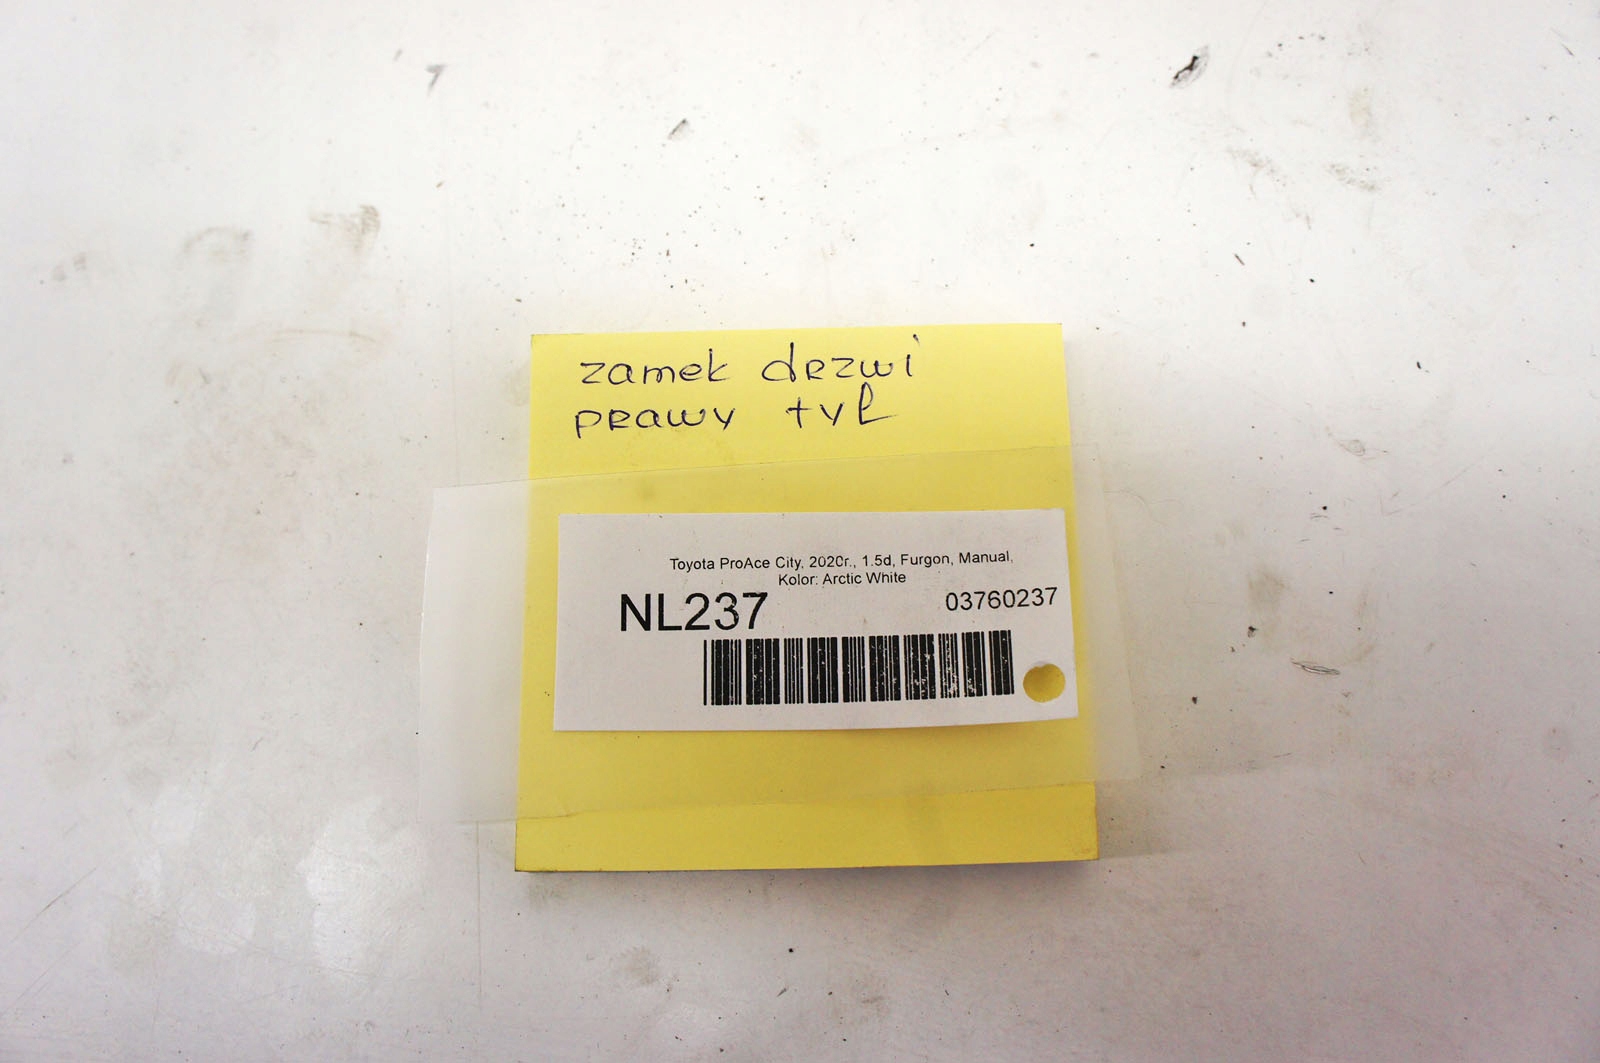 zamek drzwi
prawy tył
Toyota ProAce City, 2020r., 1.5d, Furgon, Manual,
Kolor: Arctic White
NL237
03760237